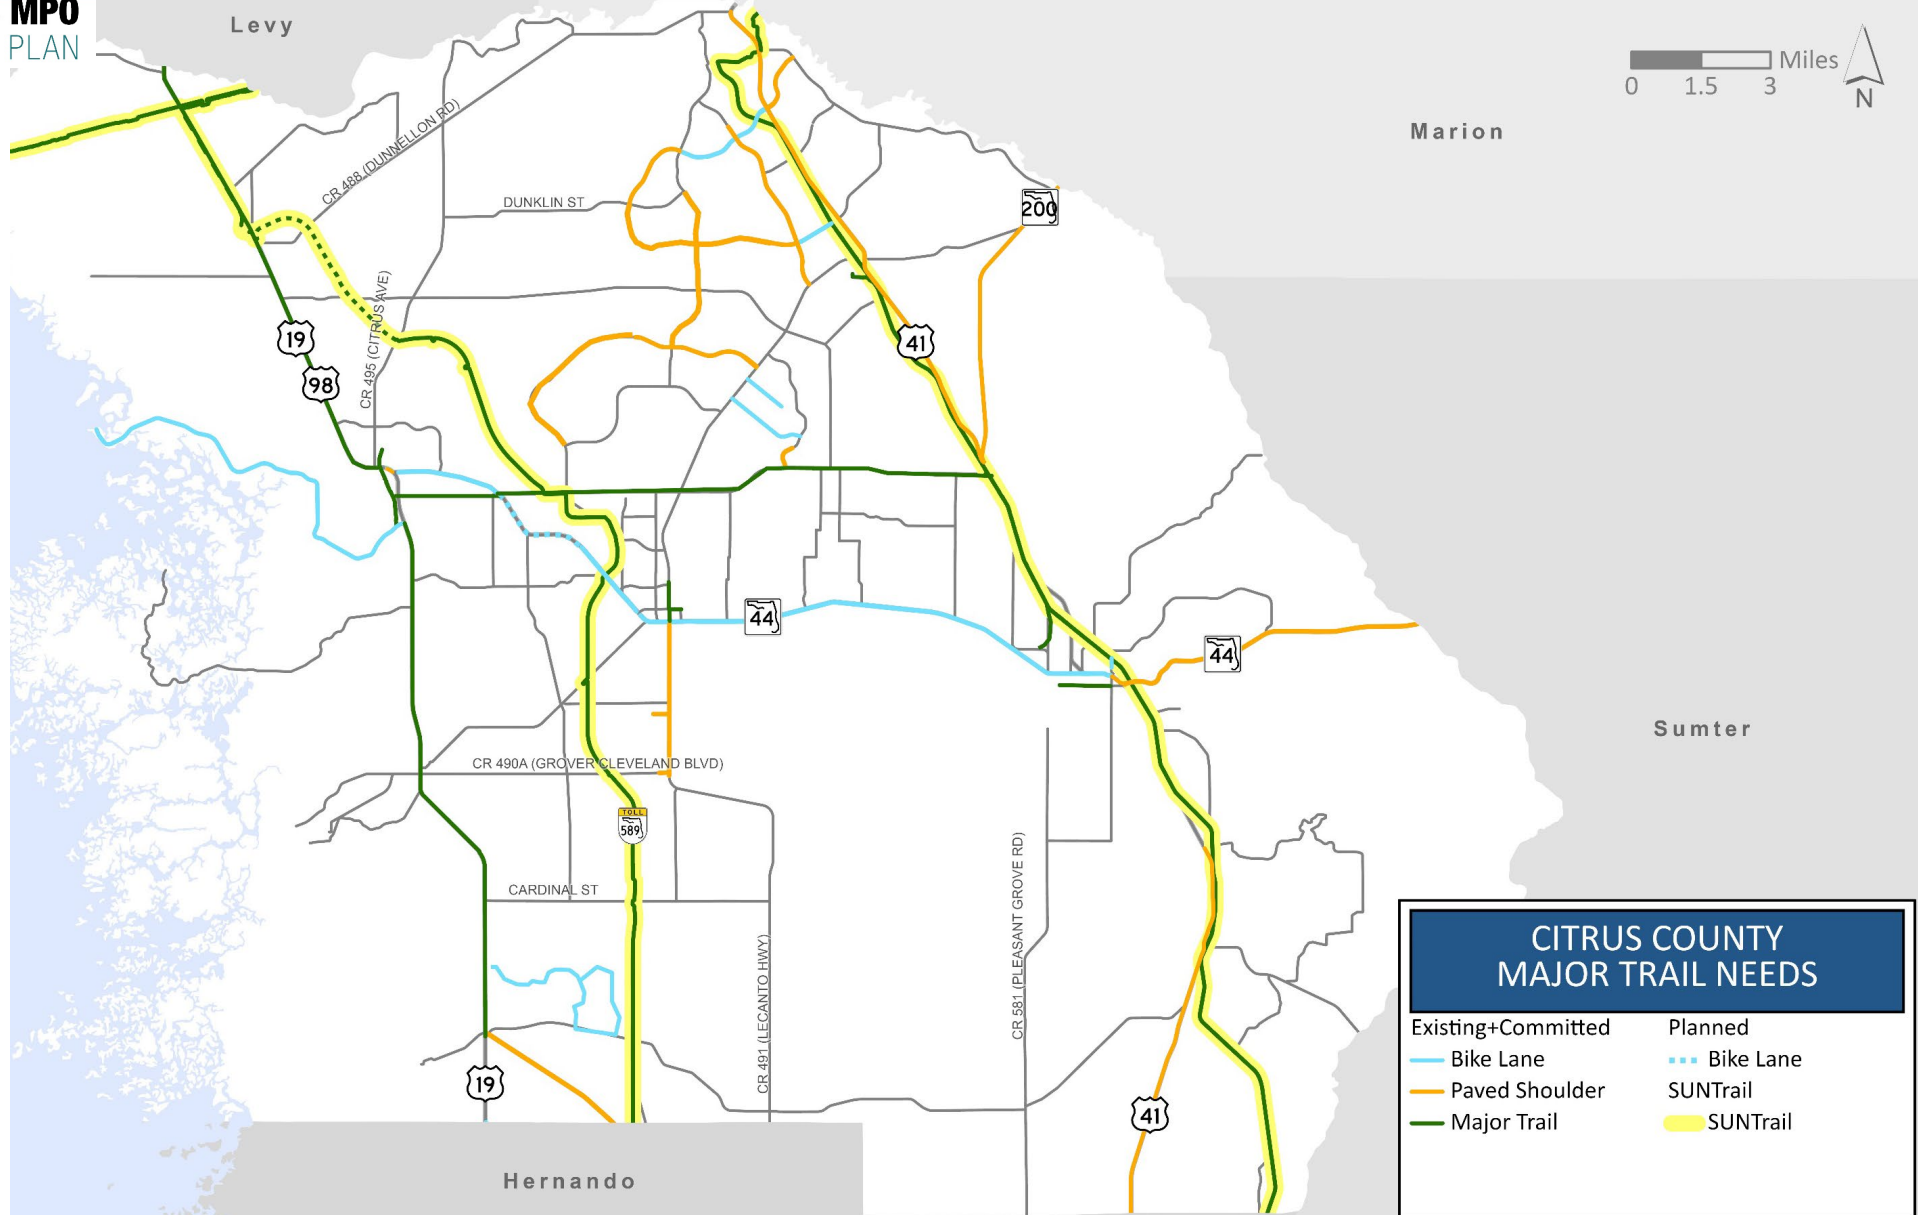 MPO
PLAN
Levy
Miles
0 1.5 3
N
Marion
CR 488 (DUNNELLON RD)
DUNKLIN ST
200
CR 495 (CITRUS AVE)
19
41
98
44
44
Sumter
CR 490A (GROVER CLEVELAND BLVD)
TOLL
589
CR 581 (PLEASANT GROVE RD)
CARDINAL ST
CR 491 (LECANTO HWY)
19
41
Hernando
CITRUS COUNTY
MAJOR TRAIL NEEDS
Existing+Committed Planned
Bike Lane Bike Lane
Paved Shoulder SUNTrail
Major Trail SUNTrail